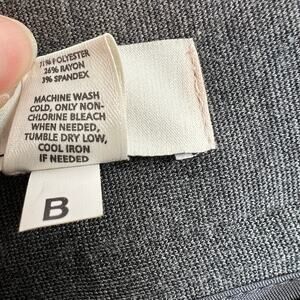 71% POLYESTER
26% RAYON
3% SPANDEX
MACHINE WASH
COLD, ONLY NON-
CHLORINE BLEACH
WHEN NEEDED,
TUMBLE DRY LOW,
COOL IRON
IF NEEDED
B